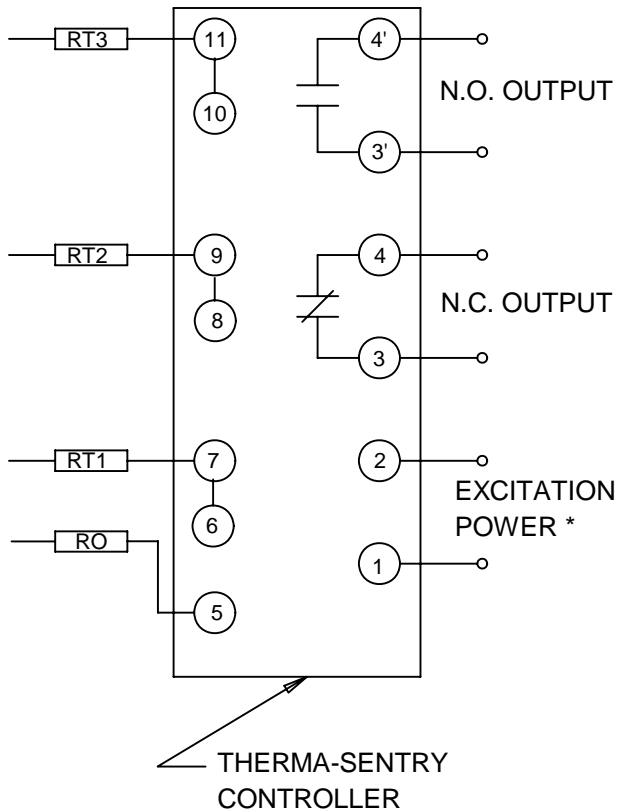 RT3
11
4'
N.O. OUTPUT
10
3'
RT2
9
4
N.C. OUTPUT
8
3
RT1
7
2
EXCITATION
POWER *
6
RO
1
5
THERMA-SENTRY
CONTROLLER